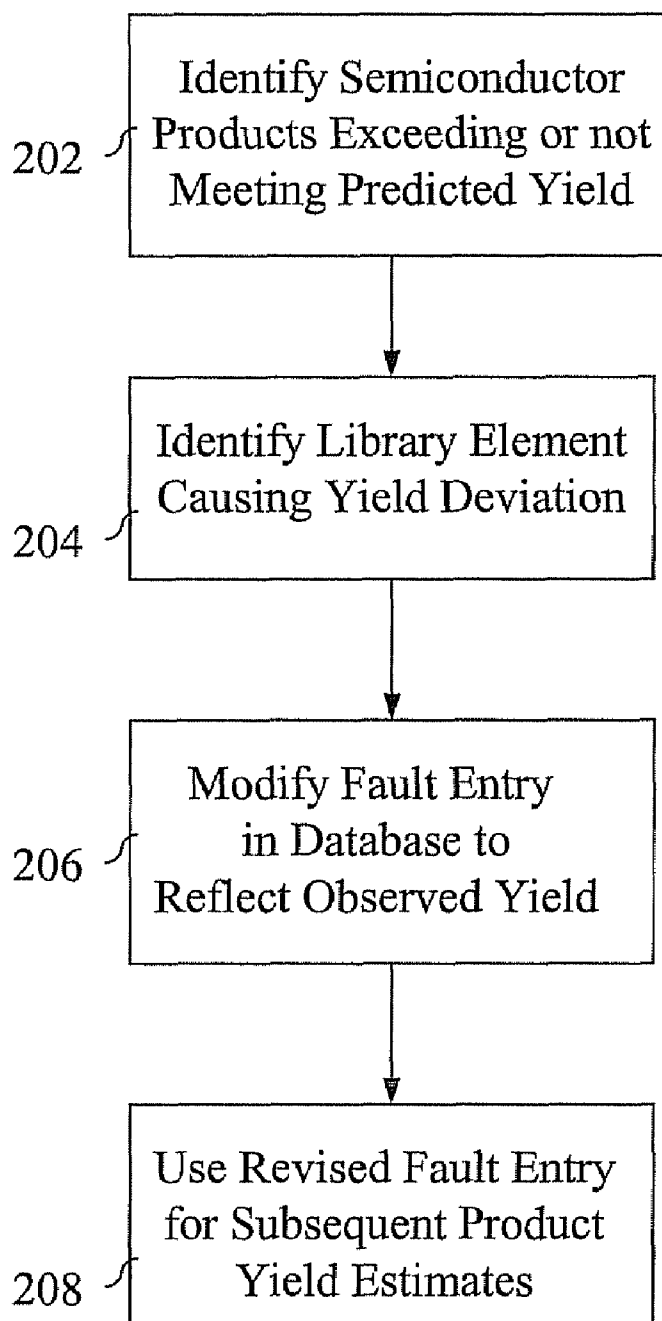 Identify Semiconductor
Products Exceeding or not
202
Meeting Predicted Yield
Identify Library Element
Causing Yield Deviation
204
Modify Fault Entry
in Database to
206
Reflect Observed Yield
Use Revised Fault Entry
for Subsequent Product
Yield Estimates
208